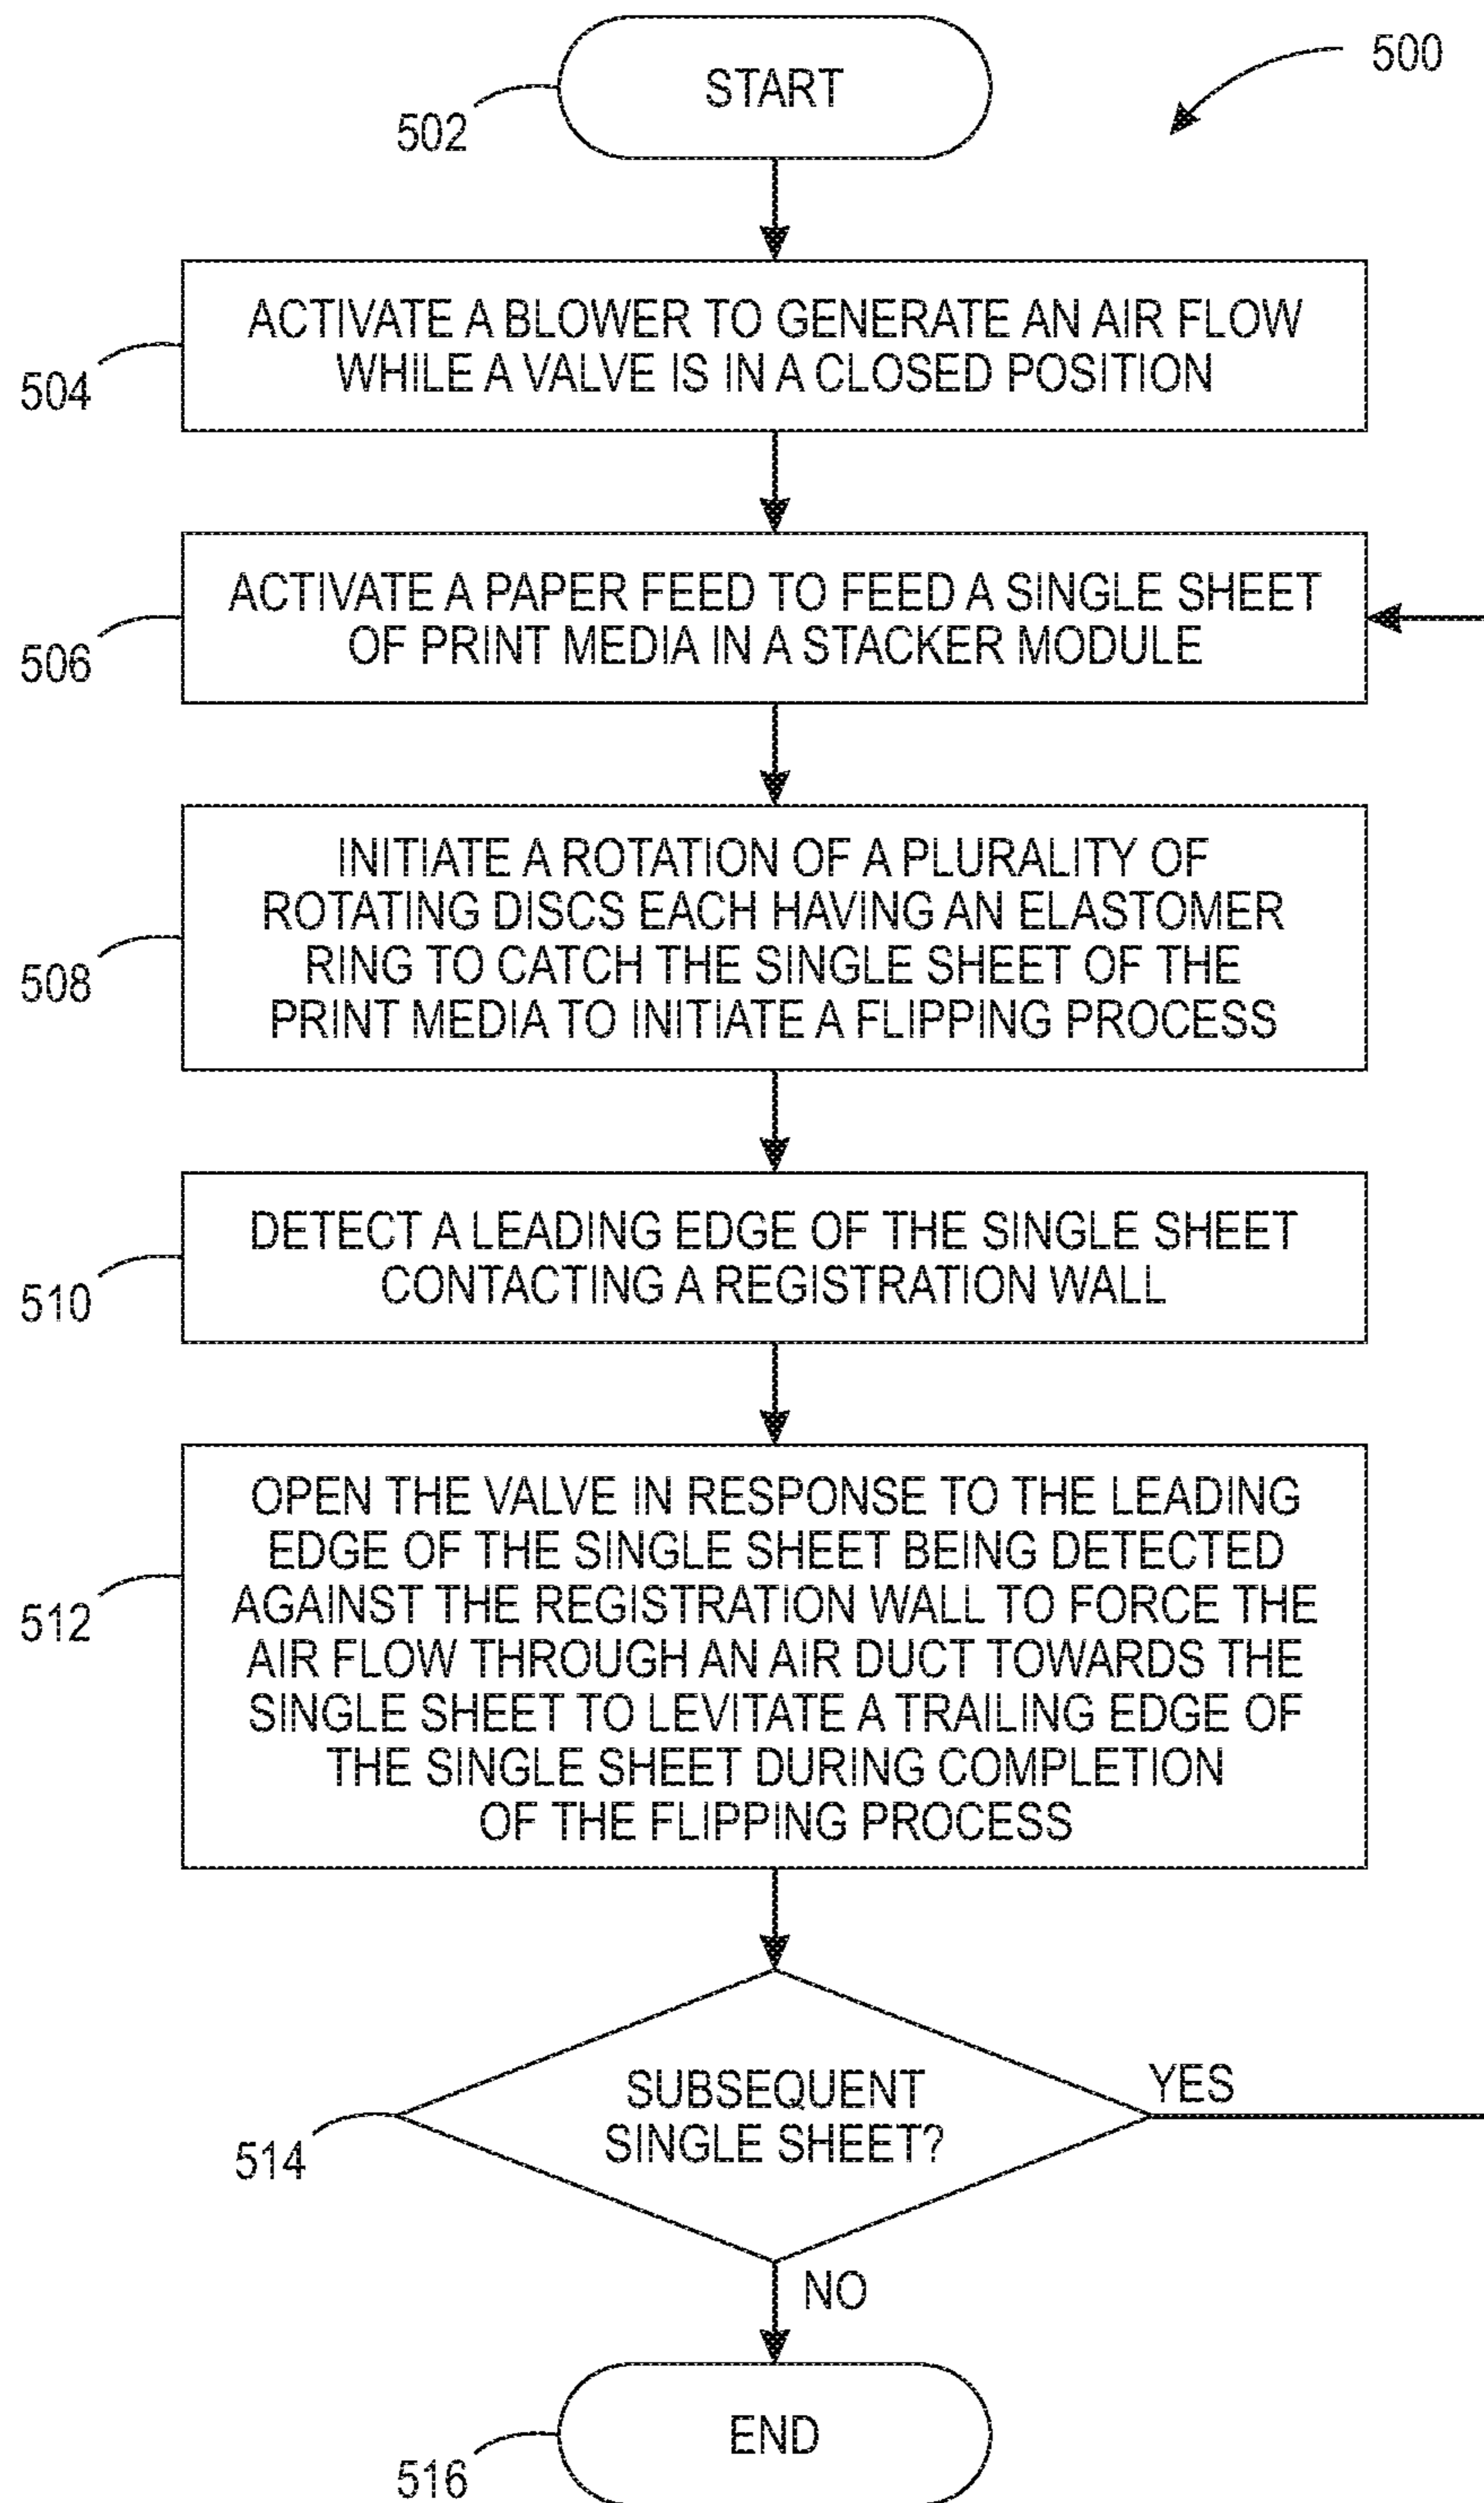 START
500
502
ACTIVATE A BLOWER TO GENERATE AN AIR FLOW
WHILE A VALVE IS IN A CLOSED POSITION
504
ACTIVATE A PAPER FEED TO FEED A SINGLE SHEET
OF PRINT MEDIA IN A STACKER MODULE
506
INITIATE A ROTATION OF A PLURALITY OF
ROTATING DISCS EACH HAVING AN ELASTOMER
RING TO CATCH THE SINGLE SHEET OF THE
PRINT MEDIA TO INITIATE A FLIPPING PROCESS
508
DETECT A LEADING EDGE OF THE SINGLE SHEET
CONTACTING A REGISTRATION WALL
510
OPEN THE VALVE IN RESPONSE TO THE LEADING
EDGE OF THE SINGLE SHEET BEING DETECTED
AGAINST THE REGISTRATION WALL TO FORCE THE
AIR FLOW THROUGH AN AIR DUCT TOWARDS THE
SINGLE SHEET TO LEVITATE A TRAILING EDGE OF
THE SINGLE SHEET DURING COMPLETION
OF THE FLIPPING PROCESS
512
SUBSEQUENT
SINGLE SHEET?
YES
514
NO
END
516